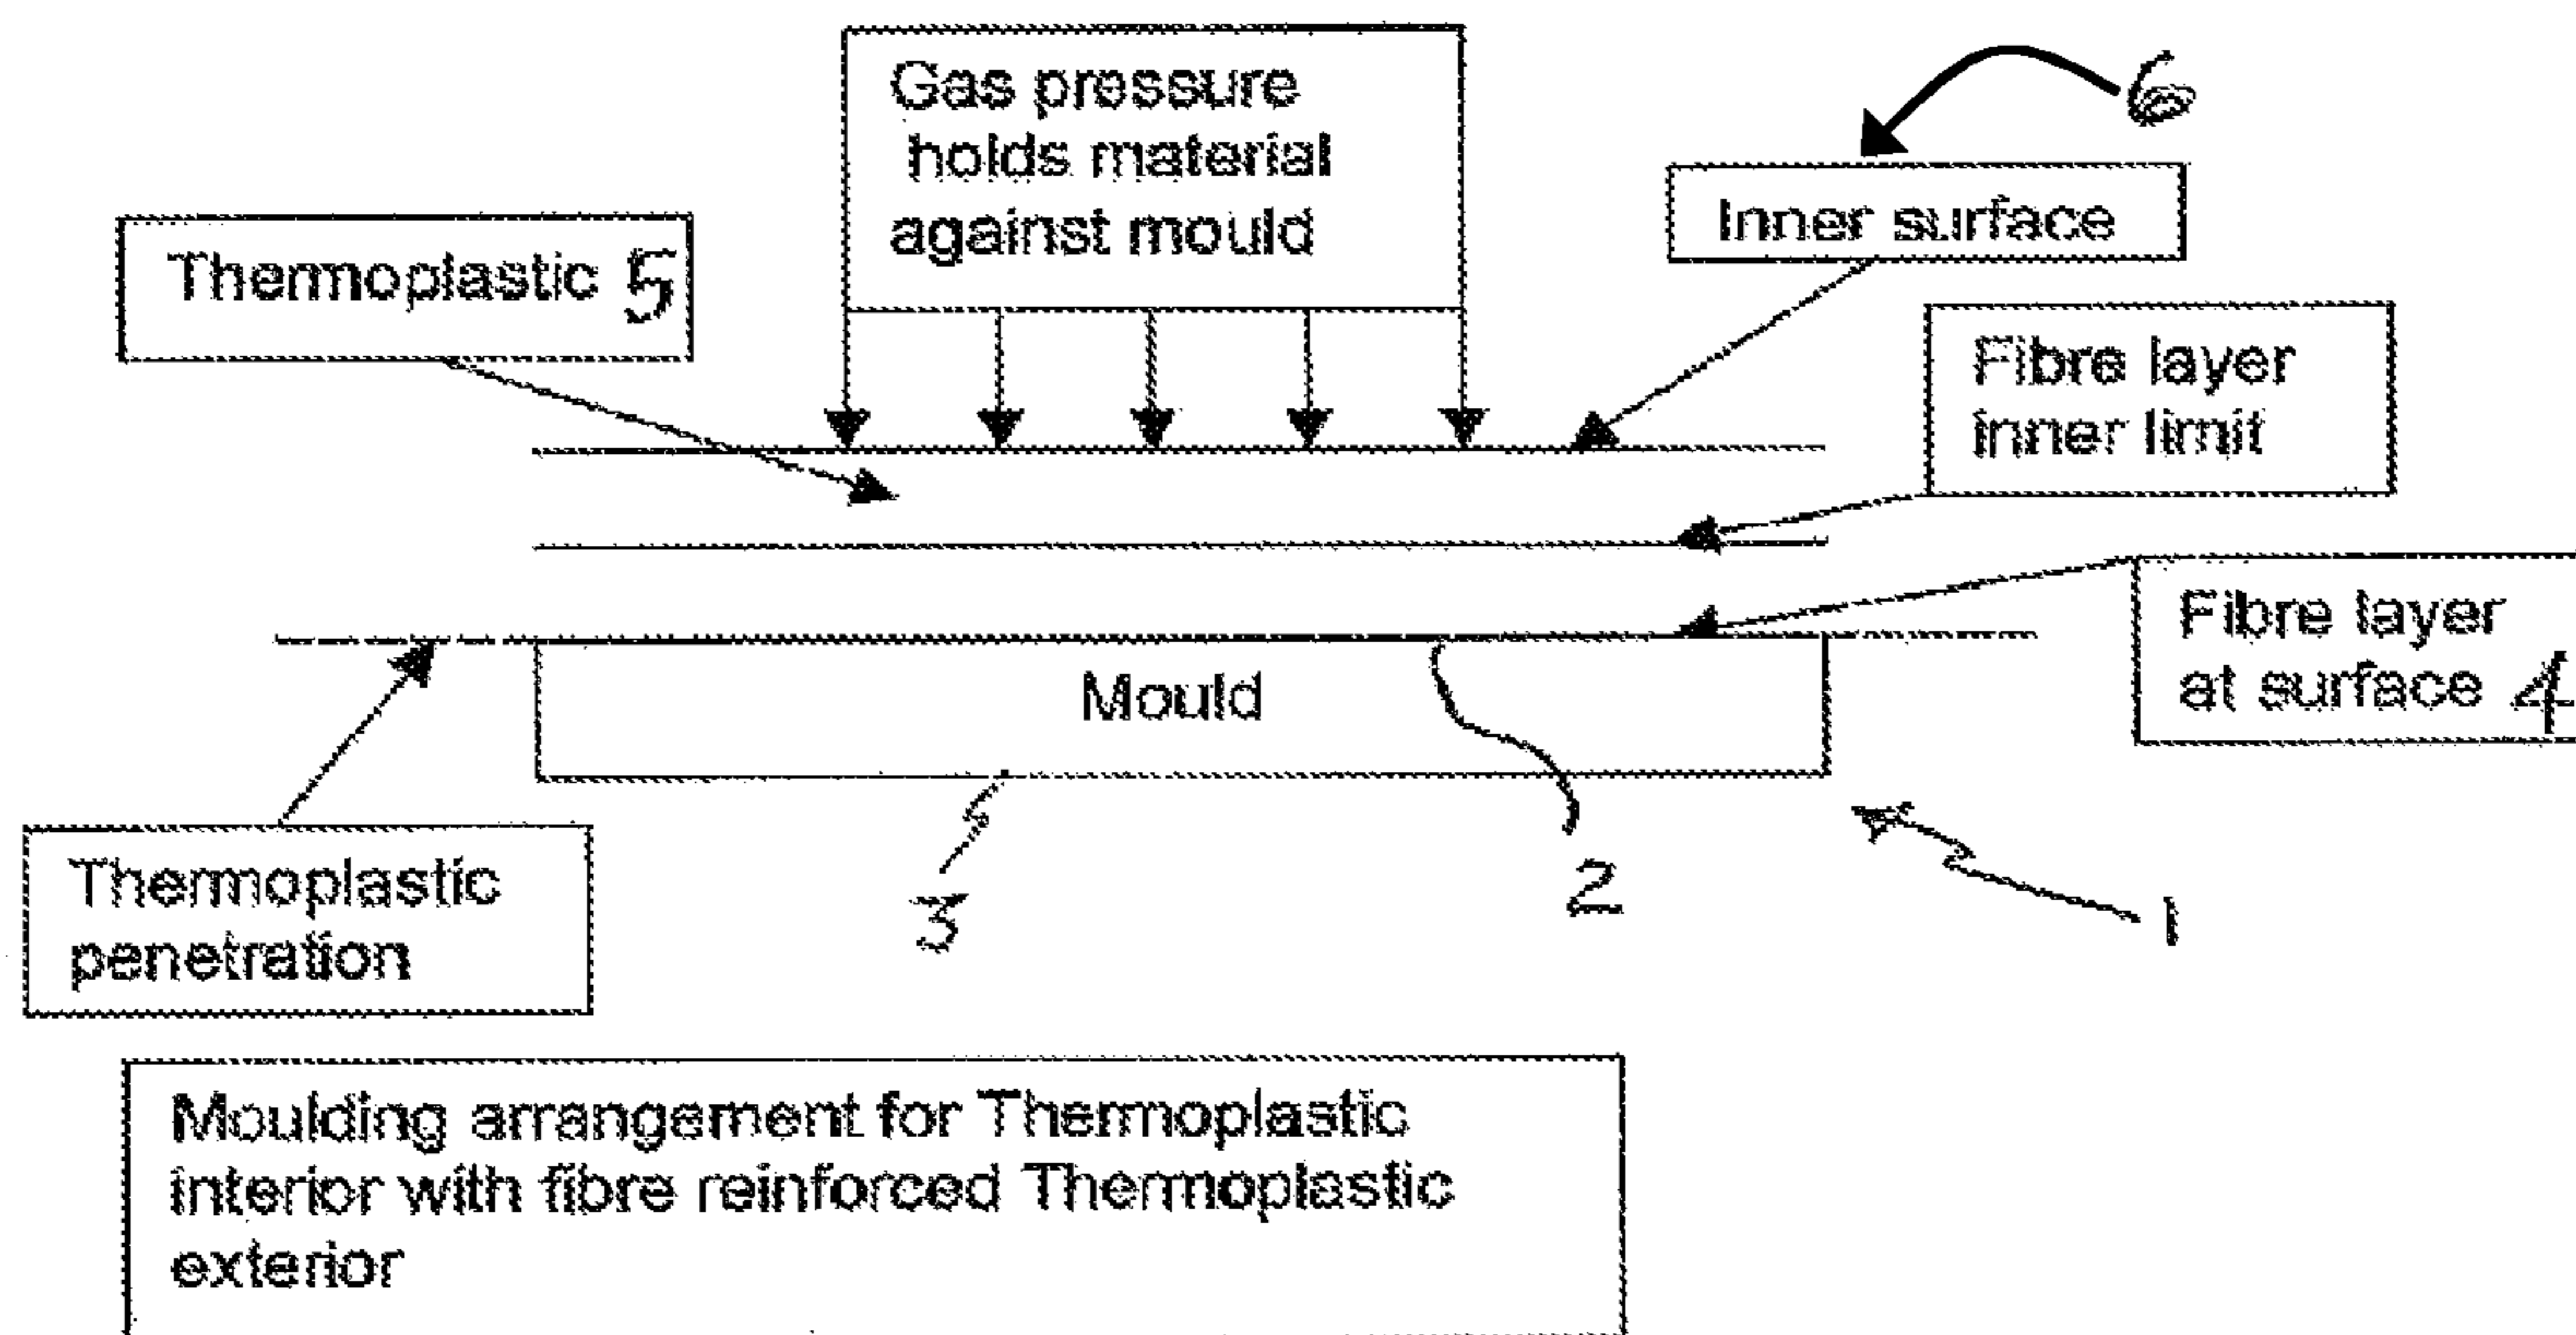 Gas pressure
holds material
against mould
6
Inner surface
Thermoplastic 5
Fibre layer
inner limit
Fibre layer
at surface 4
Mould
Thermoplastic
penetration
3
2
1
Moulding arrangement for Thermoplastic
interior with fibre reinforced Thermoplastic
exterior